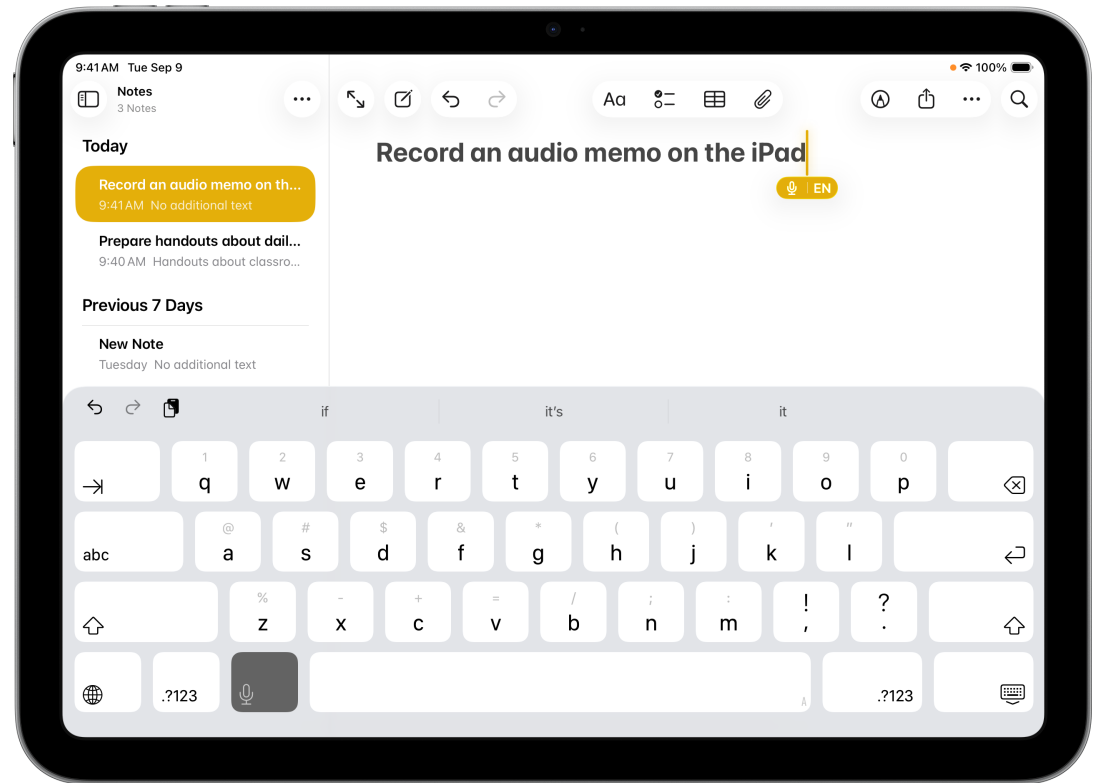 9:41 AM Tue Sep 9
100%
Notes
3 Notes
Aa
Today
Record an audio memo on th...
9:41 AM No additional text
Prepare handouts about dail...
9:40 AM Handouts about classro...
Previous 7 Days
New Note
Tuesday No additional text
Record an audio memo on the iPad
EN
if it's it
1 2 3 4 5 6 7 8 9 0
q w e r t y u i o p
@ # $ & * ( ) ' "
abc a s d f g h j k l
% - + = / ; : ! ?
z x c v b n m , .
.?123 A .?123